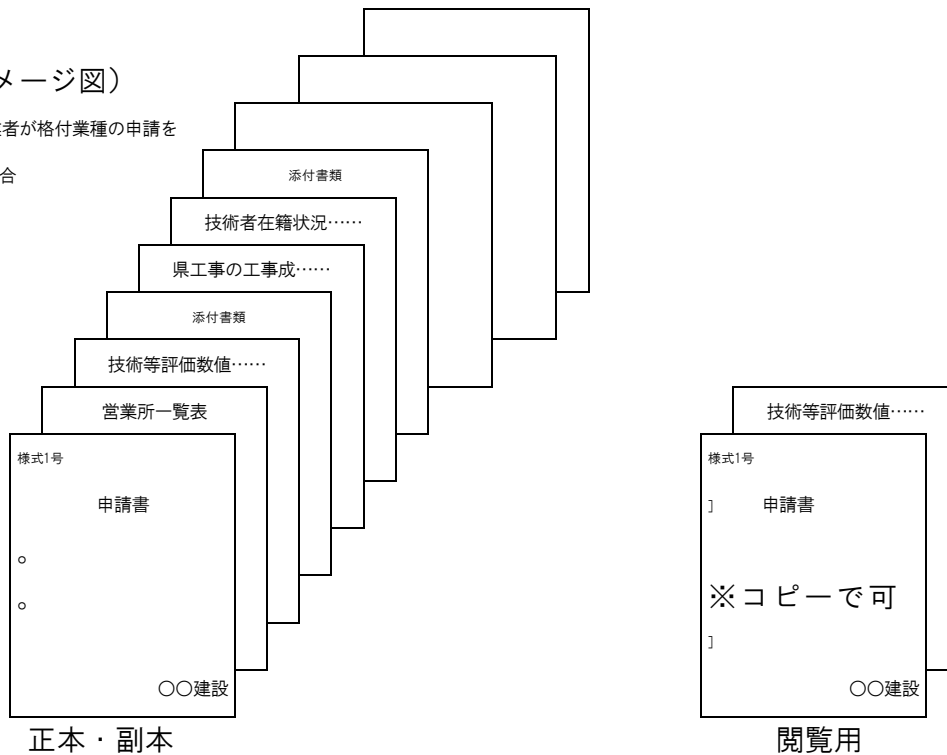 メージ図）
者が格付業種の申請を
合
添付書類
技術者在籍状況……
県工事の工事成……
添付書類
技術等評価数値……
営業所一覧表
様式1号
申請書
○
○
○○建設
正本・副本
技術等評価数値……
様式1号
］　申請書
※コピーで可
］
○○建設
閲覧用